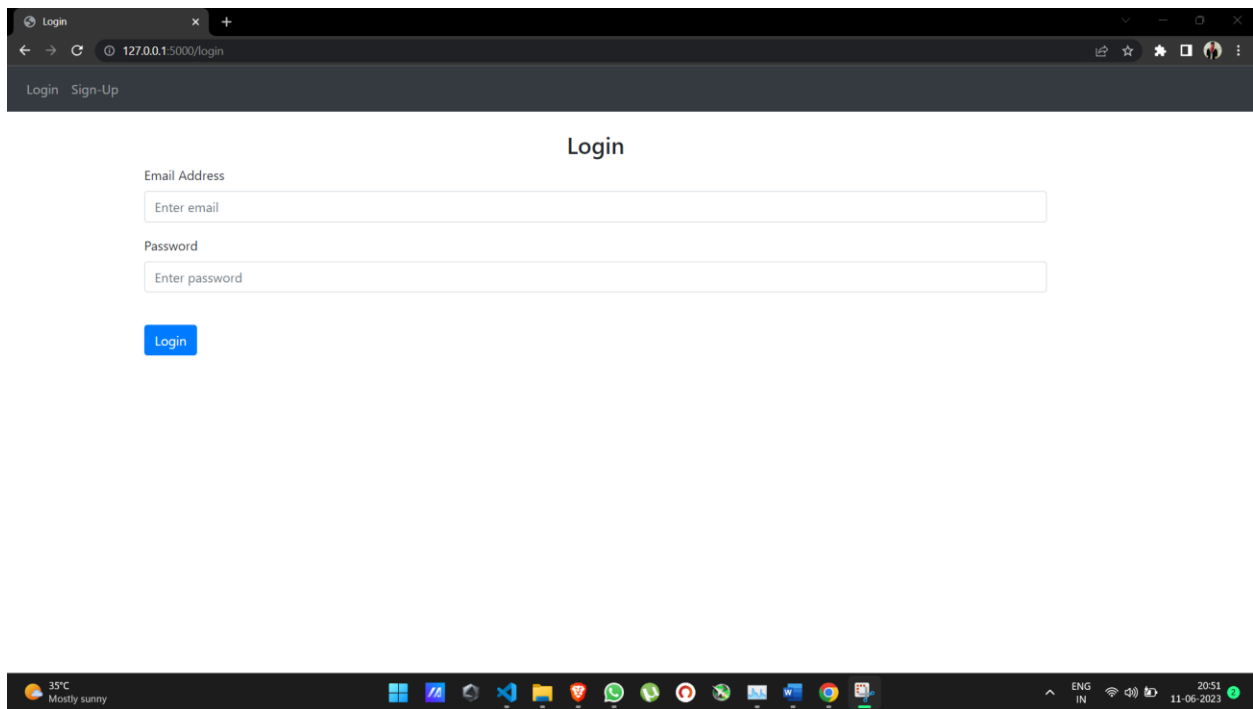 Login
127.0.0.1:5000/login
Login Sign-Up
Login
Email Address
Enter email
Password
Enter password
Login
35°C
Mostly sunny
ENG
IN
20:51
11-06-2023
2